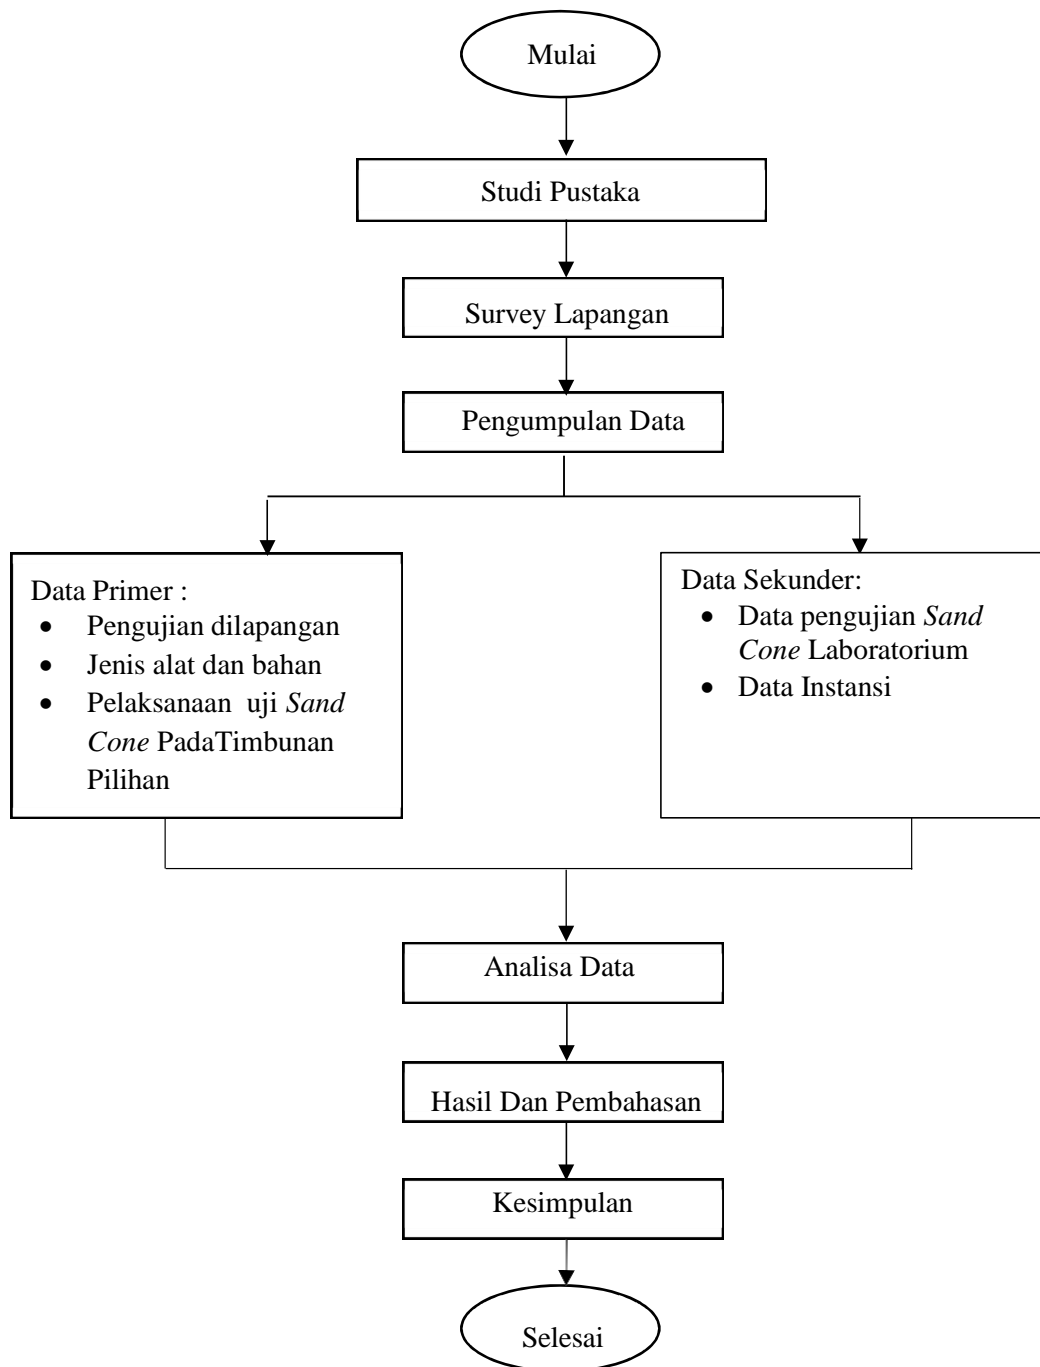 Mulai
Studi Pustaka
Survey Lapangan
Pengumpulan Data
Data Primer :
• Pengujian dilapangan
• Jenis alat dan bahan
• Pelaksanaan uji Sand
Cone PadaTimbunan
Pilihan
Data Sekunder:
• Data pengujian Sand
Cone Laboratorium
• Data Instansi
Analisa Data
Hasil Dan Pembahasan
Kesimpulan
Selesai